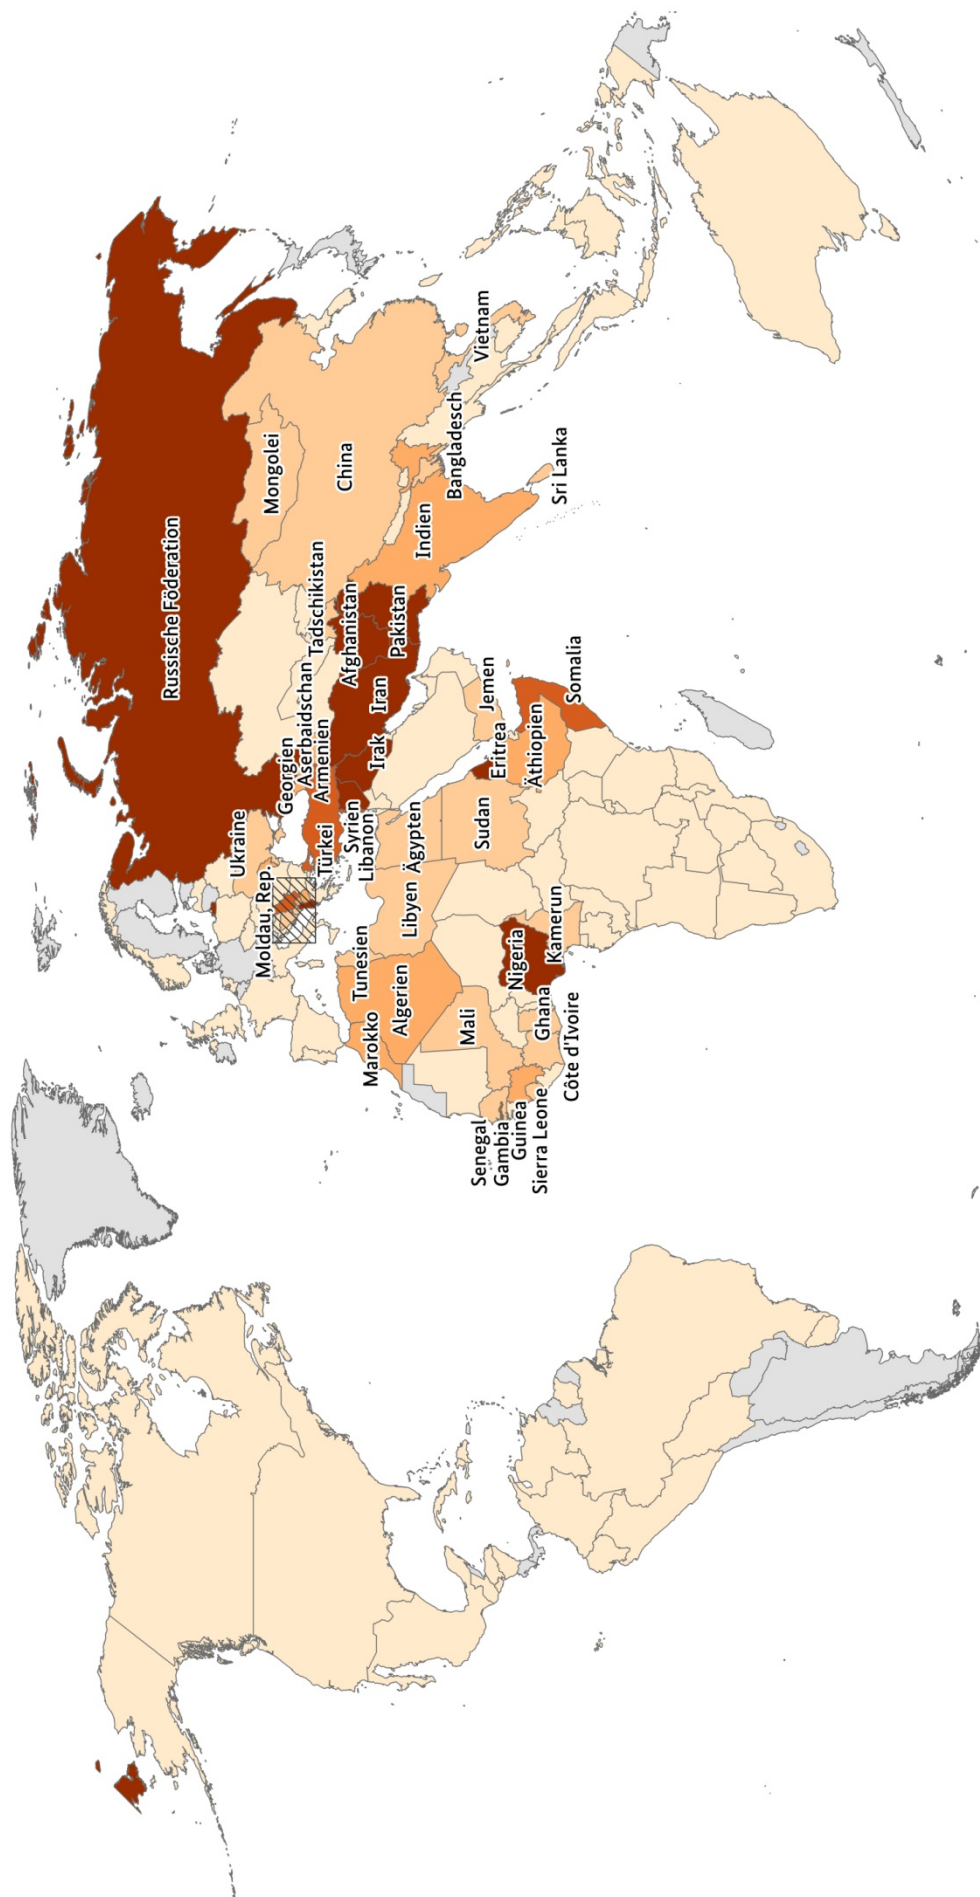 Russische Föderation
Mongolei
China
Tadschikistan
Vietnam
Bangladesch
Sri Lanka
Indien
Afghanistan
Pakistan
Iran
Irak
Georgien
Aserbaidschan
Armenien
Ukraine
Moldau, Rep.
Türkei
Syrien
Libanon
Jemen
Somalia
Eritrea
Äthiopien
Ägypten
Sudan
Libyen
Tunesien
Marokko
Algerien
Mali
Nigeria
Kamerun
Ghana
Côte d'Ivoire
Senegal
Gambia
Guinea
Sierra Leone